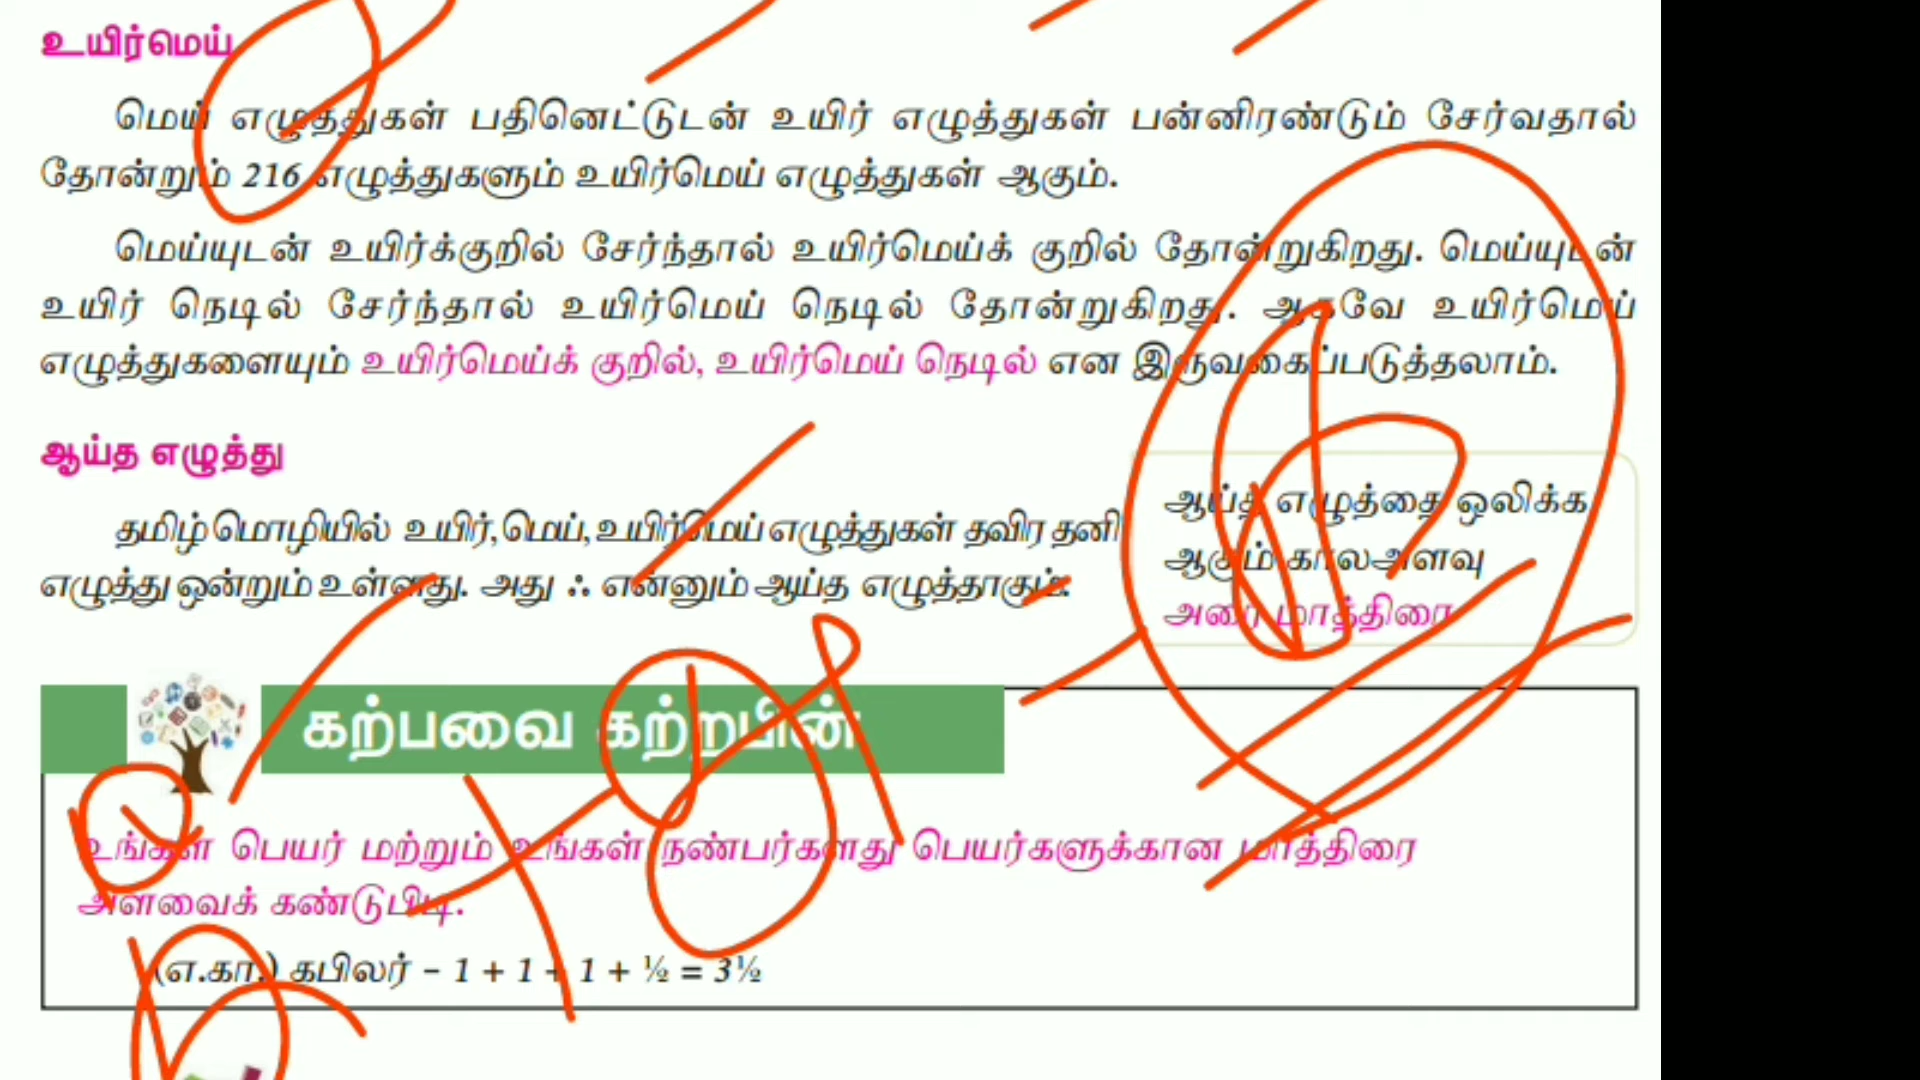 உயிர்மெய்
மெய் எழுத்துகள் பதினெட்டுடன் உயிர் எழுத்துகள் பன்னிரண்டும் சேர்வதால்
தோன்றும் 216 எழுத்துகளும் உயிர்மெய் எழுத்துகள் ஆகும்.
மெய்யுடன் உயிர்க்குறில் சேர்ந்தால் உயிர்மெய்க் குறில் தோன்றுகிறது. மெய்யுடன்
உயிர் நெடில் சேர்ந்தால் உயிர்மெய் நெடில் தோன்றுகிறது. ஆகவே உயிர்மெய்
எழுத்துகளையும் உயிர்மெய்க் குறில், உயிர்மெய் நெடில் என இருவகைப்படுத்தலாம்.
ஆய்த எழுத்து
தமிழ் மொழியில் உயிர், மெய், உயிர்மெய் எழுத்துகள் தவிர தனி
எழுத்து ஒன்றும் உள்ளது. அது ஃ என்னும் ஆய்த எழுத்தாகும்.
ஆய்த எழுத்தை ஒலிக்க
ஆகும் கால அளவு
அரை மாத்திரை
கற்பவை கற்றபின்
உங்கள் பெயர் மற்றும் உங்கள் நண்பர்களது பெயர்களுக்கான மாத்திரை
அளவைக் கண்டுபிடி.
(எ.கா.) கபிலர் – 1 + 1 + 1 + ½ = 3½